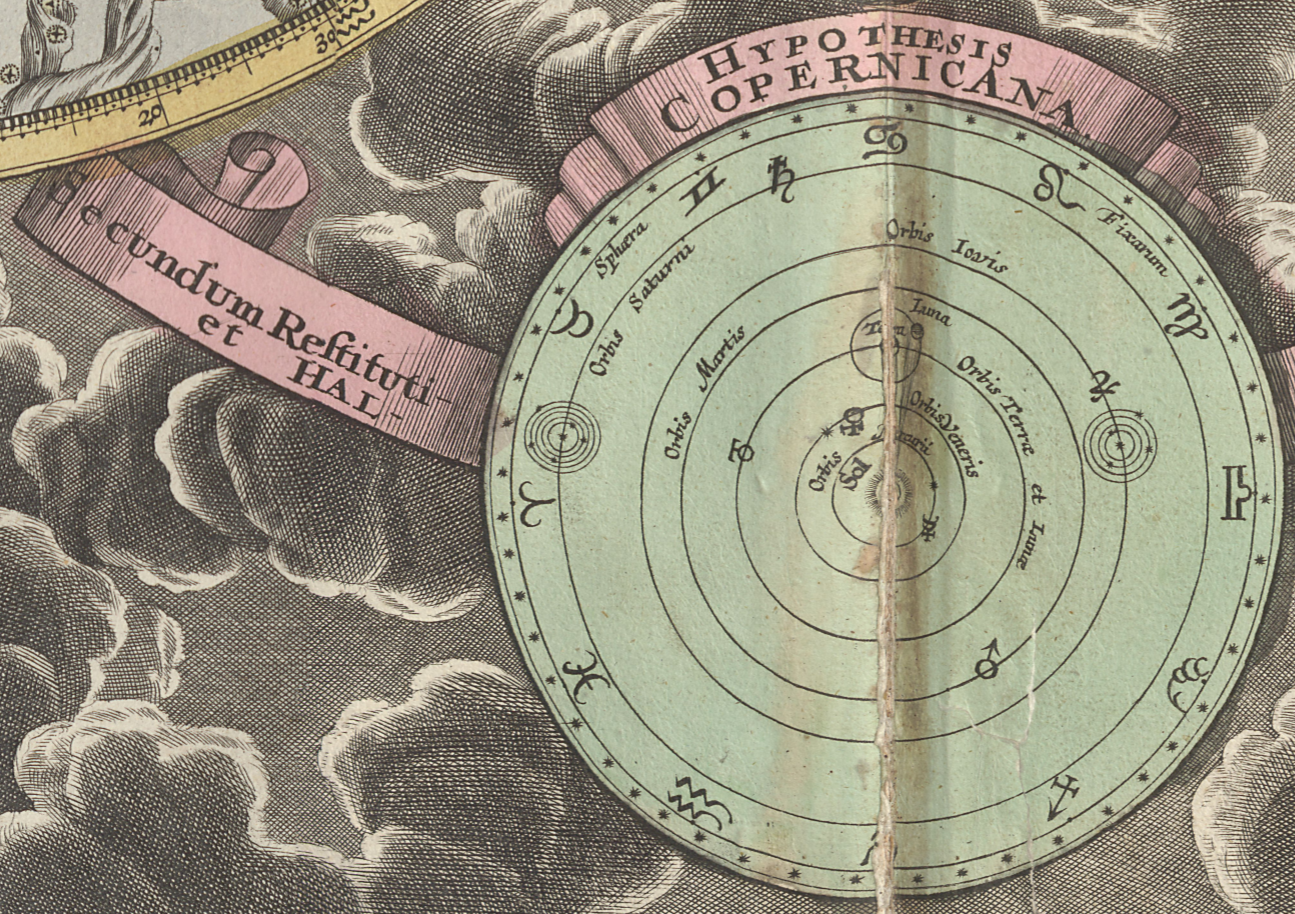 30
20
HYPOTHESIS
COPERNICANA.
Secundum Reſtituti-
et HAL-
Sphæra
Fixarum
Orbis Saturni
Orbis Iovis
Orbis Martis
Luna
Orbis Terræ et Lunæ
Orbis Veneris
Orbis
Sol